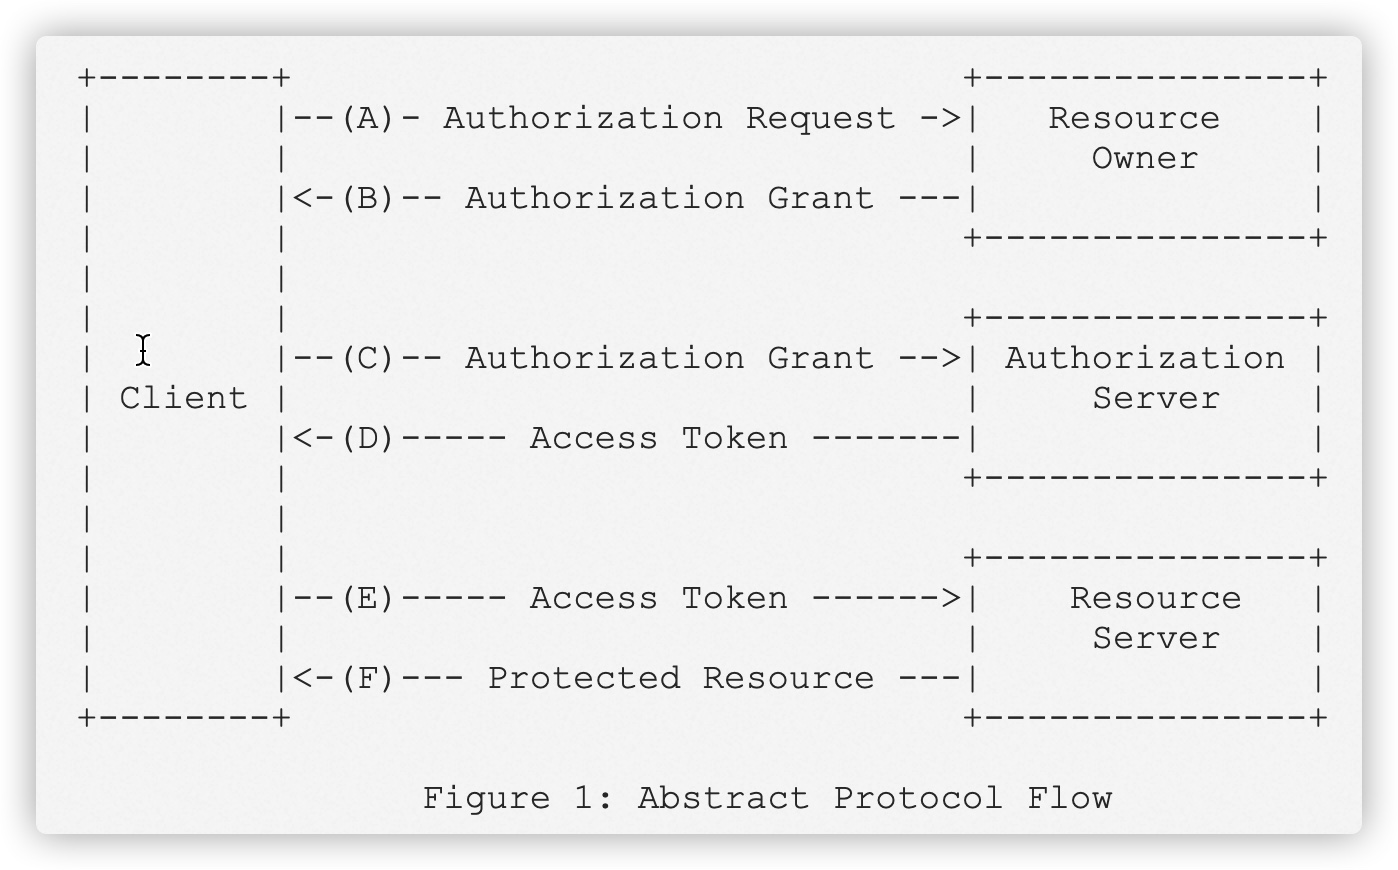 +--------+                               +---------------+
|        |--(A)- Authorization Request ->|   Resource    |
|        |                               |     Owner     |
|        |<-(B)-- Authorization Grant ---|               |
|        |                               +---------------+
|        |
|        |                               +---------------+
|        |--(C)-- Authorization Grant -->| Authorization |
| Client |                               |     Server    |
|        |<-(D)----- Access Token -------|               |
|        |                               +---------------+
|        |
|        |                               +---------------+
|        |--(E)----- Access Token ------>|    Resource   |
|        |                               |     Server    |
|        |<-(F)--- Protected Resource ---|               |
+--------+                               +---------------+
Figure 1: Abstract Protocol Flow